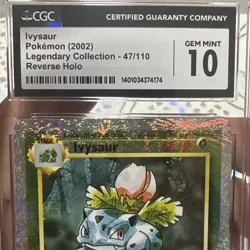 CGC
CERTIFIED GUARANTY COMPANY
Ivysaur
Pokémon (2002)
Legendary Collection - 47/110
Reverse Holo
GEM MINT
10
1401034374174
Ivysaur